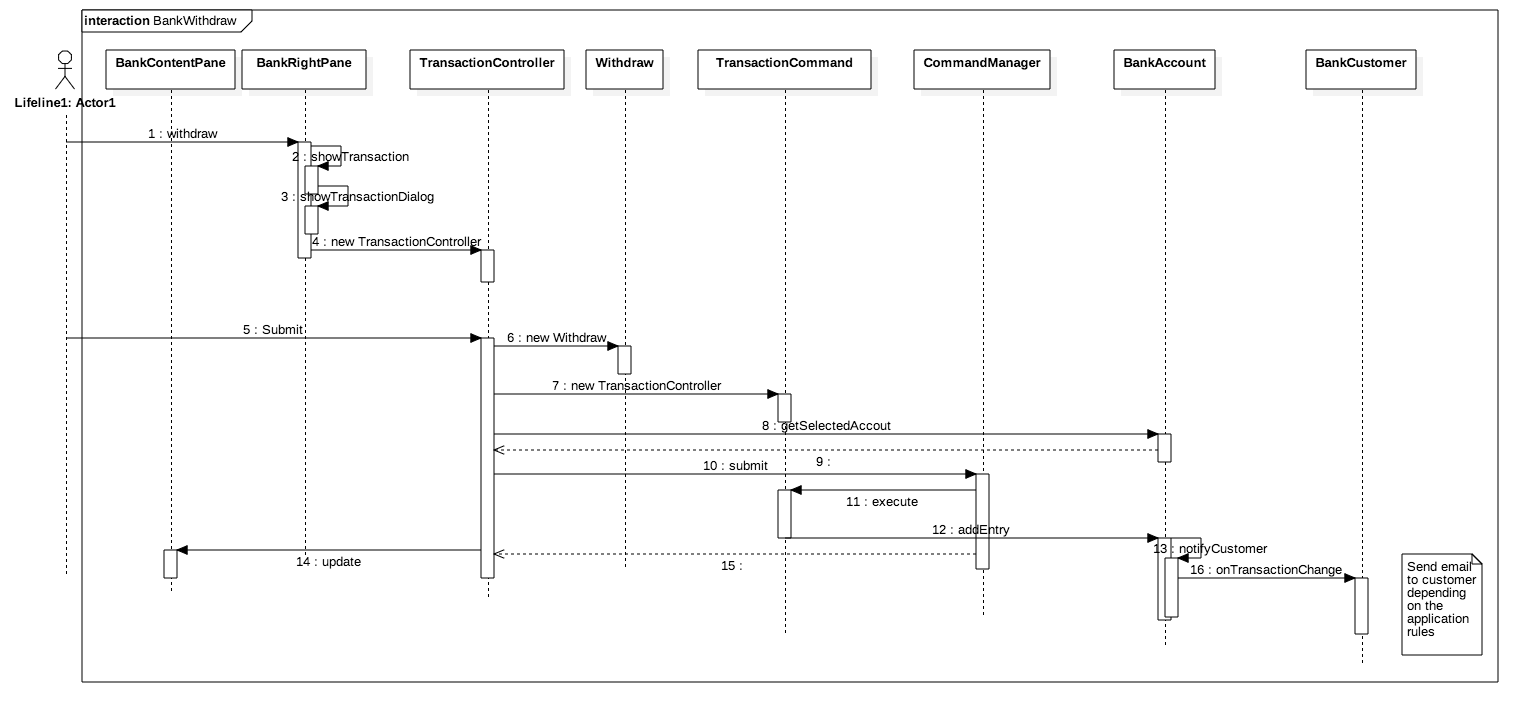 interaction BankWithdraw
BankContentPane
BankRightPane
TransactionController
Withdraw
TransactionCommand
CommandManager
BankAccount
BankCustomer
Lifeline1: Actor1
1 : withdraw
2 : showTransaction
3 : showTransactionDialog
4 : new TransactionController
5 : Submit
6 : new Withdraw
7 : new TransactionController
8 : getSelectedAccout
9 :
10 : submit
11 : execute
12 : addEntry
13 : notifyCustomer
14 : update
15 :
16 : onTransactionChange
Send email
to customer
depending
on the
application
rules